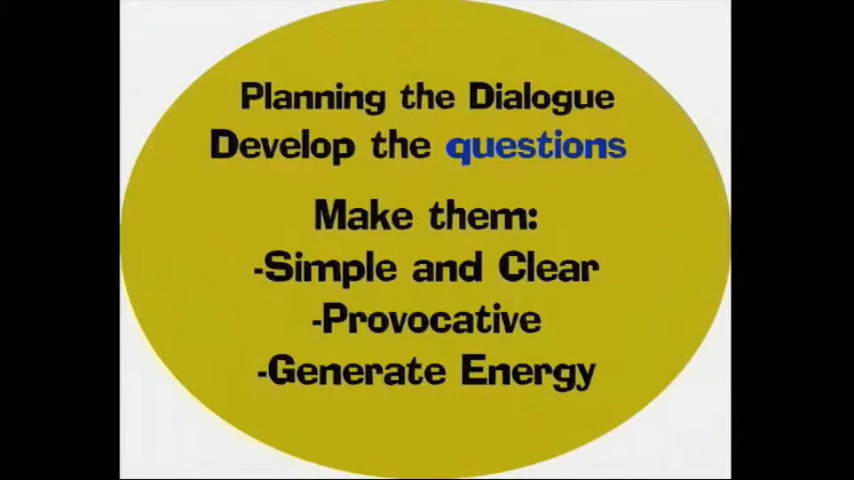 Planning the Dialogue
Develop the questions
Make them:
-Simple and Clear
-Provocative
-Generate Energy